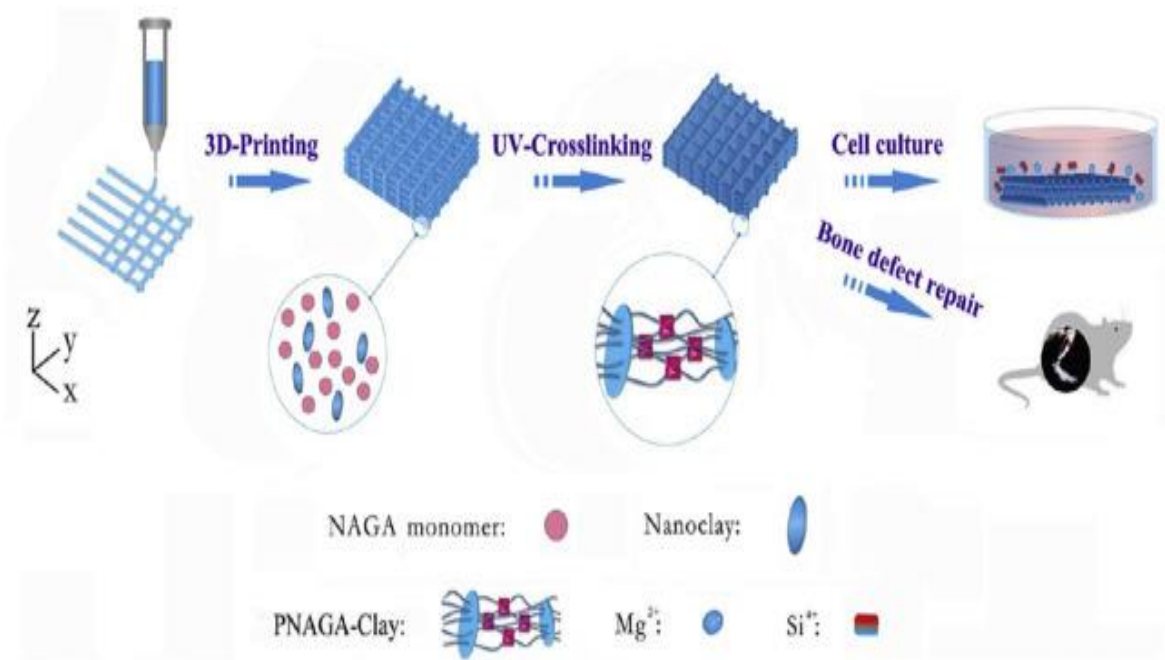 3D-Printing
UV-Crosslinking
Cell culture
Bone defect repair
z
y
x
NAGA monomer:
Nanoclay:
PNAGA-Clay:
Mg²⁺:
Si⁴⁺: